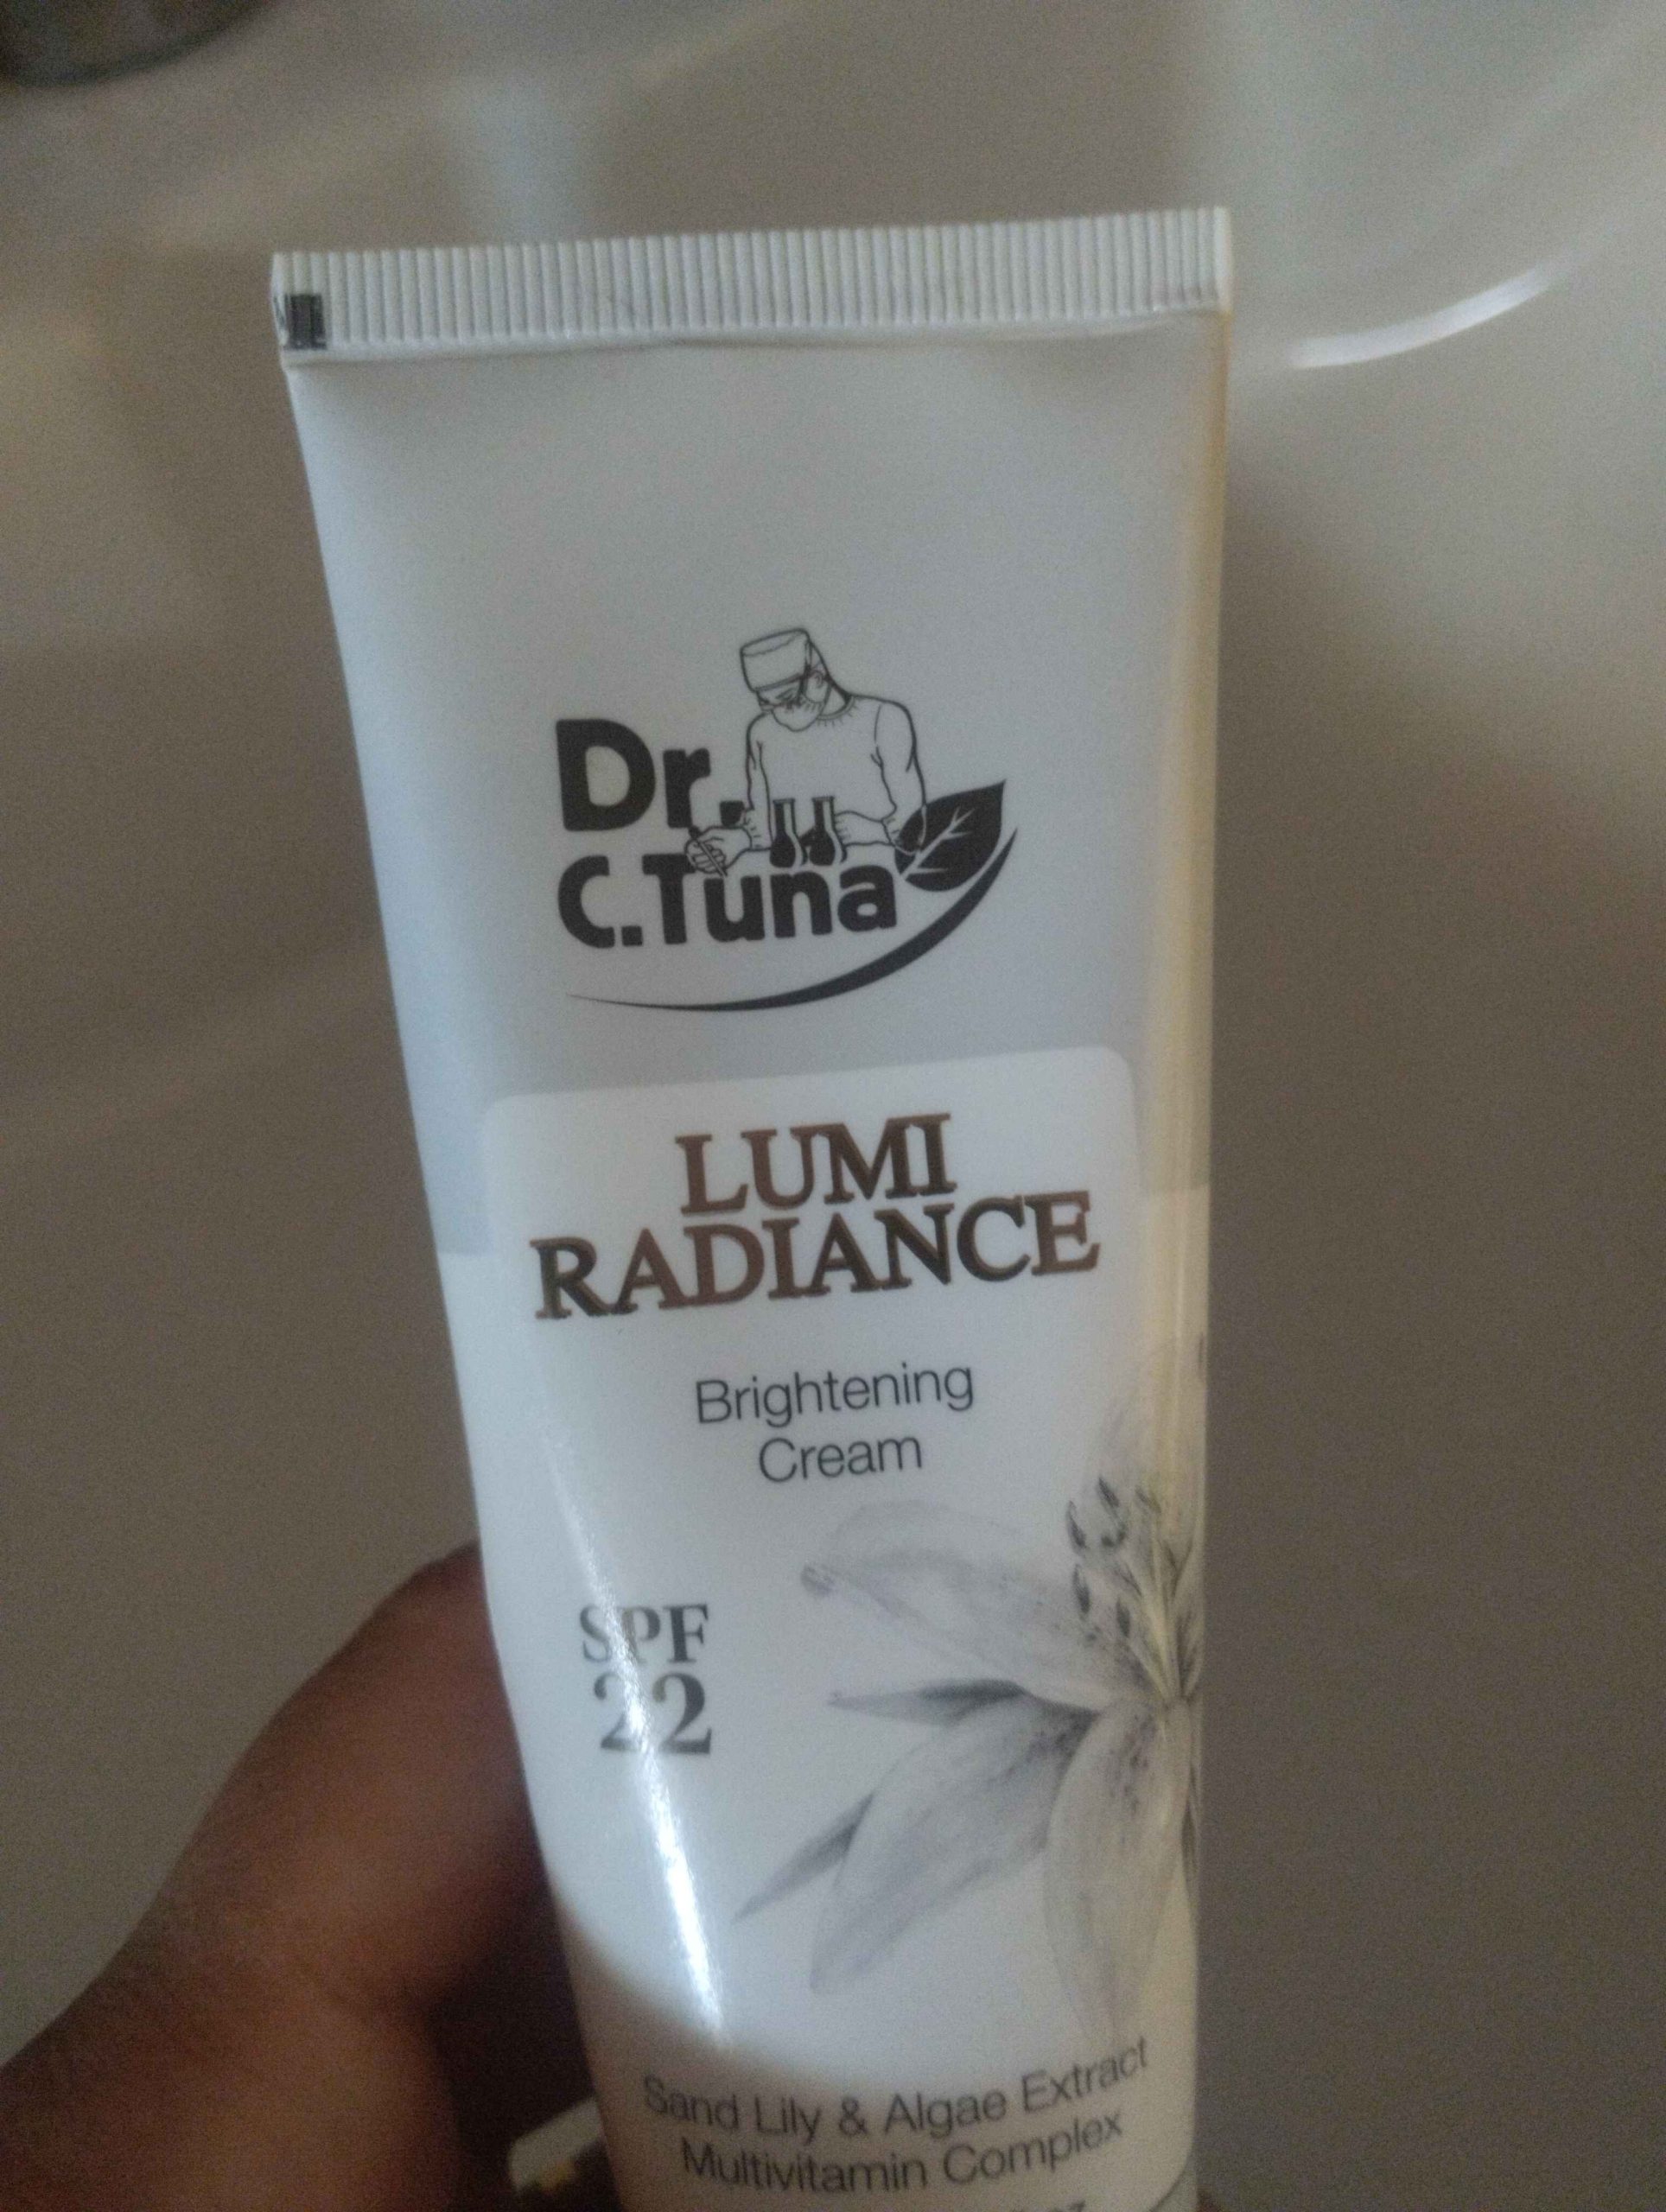 Dr.
C.Tuna
LUMI
RADIANCE
Brightening
Cream
SPF
22
Sand Lily & Algae Extract
Multivitamin Complex